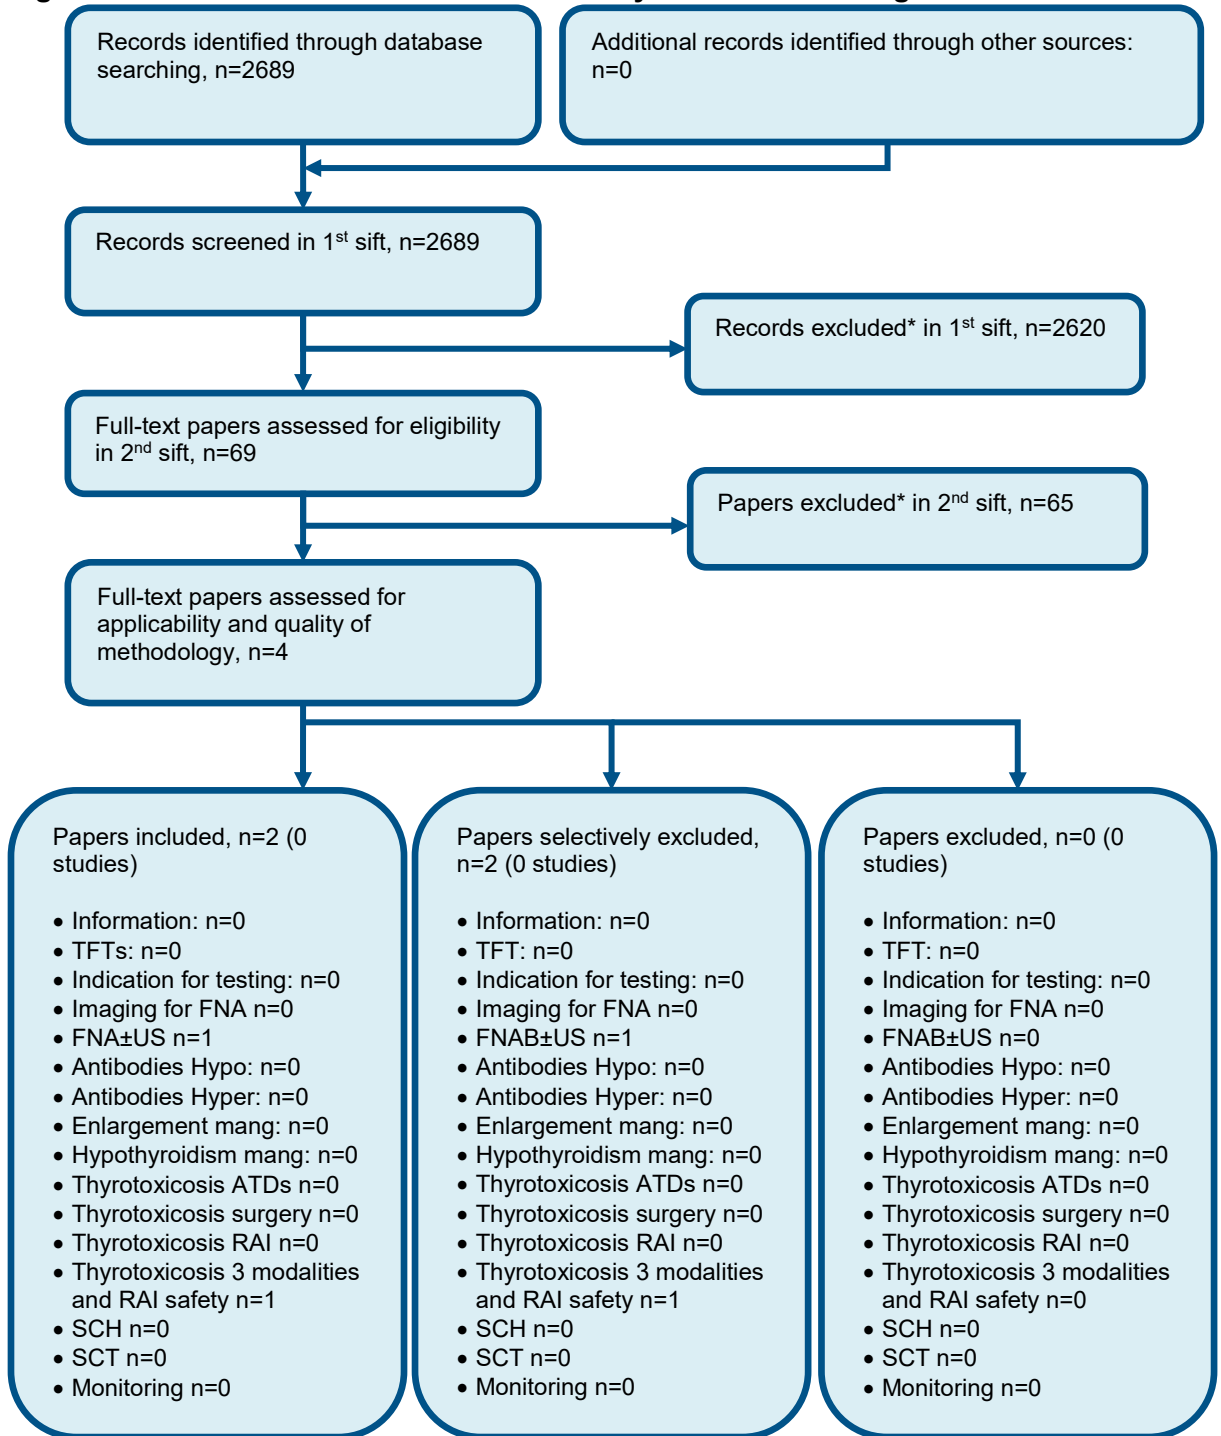 Records identified through database
searching, n=2689
Additional records identified through other sources:
n=0
Records screened in 1st sift, n=2689
Records excluded* in 1st sift, n=2620
Full-text papers assessed for eligibility
in 2nd sift, n=69
Papers excluded* in 2nd sift, n=65
Full-text papers assessed for
applicability and quality of
methodology, n=4
Papers included, n=2 (0
studies)
• Information: n=0
• TFTs: n=0
• Indication for testing: n=0
• Imaging for FNA n=0
• FNA±US n=1
• Antibodies Hypo: n=0
• Antibodies Hyper: n=0
• Enlargement mang: n=0
• Hypothyroidism mang: n=0
• Thyrotoxicosis ATDs n=0
• Thyrotoxicosis surgery n=0
• Thyrotoxicosis RAI n=0
• Thyrotoxicosis 3 modalities
and RAI safety n=1
• SCH n=0
• SCT n=0
• Monitoring n=0
Papers selectively excluded,
n=2 (0 studies)
• Information: n=0
• TFT: n=0
• Indication for testing: n=0
• Imaging for FNA n=0
• FNAB±US n=1
• Antibodies Hypo: n=0
• Antibodies Hyper: n=0
• Enlargement mang: n=0
• Hypothyroidism mang: n=0
• Thyrotoxicosis ATDs n=0
• Thyrotoxicosis surgery n=0
• Thyrotoxicosis RAI n=0
• Thyrotoxicosis 3 modalities
and RAI safety n=1
• SCH n=0
• SCT n=0
• Monitoring n=0
Papers excluded, n=0 (0
studies)
• Information: n=0
• TFT: n=0
• Indication for testing: n=0
• Imaging for FNA n=0
• FNAB±US n=0
• Antibodies Hypo: n=0
• Antibodies Hyper: n=0
• Enlargement mang: n=0
• Hypothyroidism mang: n=0
• Thyrotoxicosis ATDs n=0
• Thyrotoxicosis surgery n=0
• Thyrotoxicosis RAI n=0
• Thyrotoxicosis 3 modalities
and RAI safety n=0
• SCH n=0
• SCT n=0
• Monitoring n=0